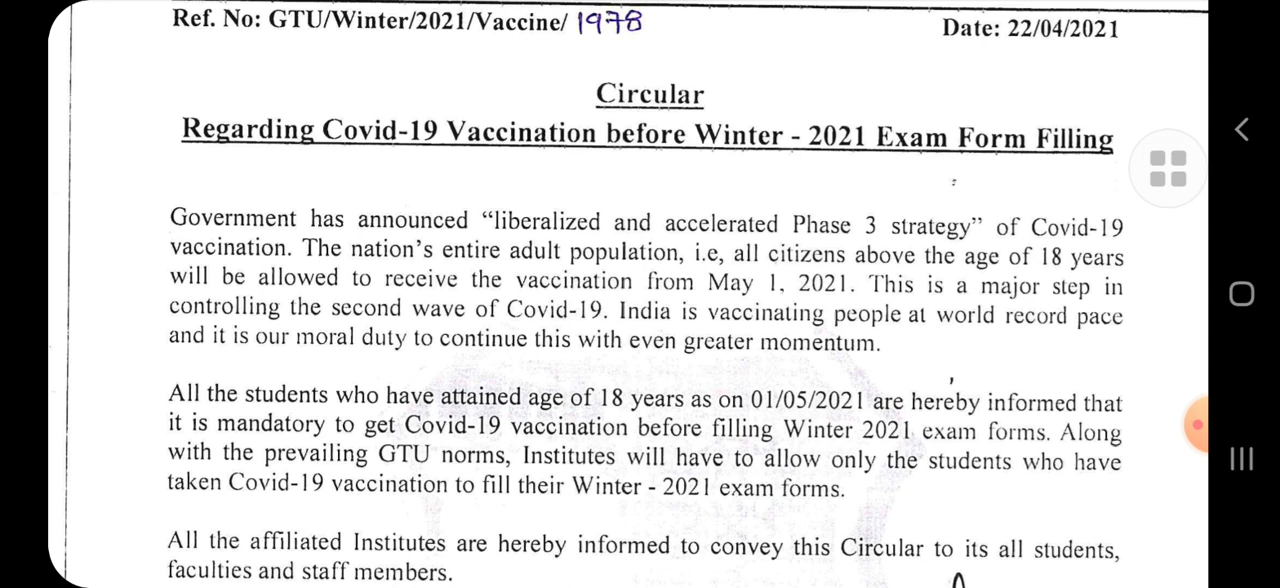 Ref. No: GTU/Winter/2021/Vaccine/ 1978
Date: 22/04/2021
Circular
Regarding Covid-19 Vaccination before Winter - 2021 Exam Form Filling
Government has announced “liberalized and accelerated Phase 3 strategy” of Covid-19
vaccination. The nation’s entire adult population, i.e, all citizens above the age of 18 years
will be allowed to receive the vaccination from May 1, 2021. This is a major step in
controlling the second wave of Covid-19. India is vaccinating people at world record pace
and it is our moral duty to continue this with even greater momentum.
All the students who have attained age of 18 years as on 01/05/2021 are hereby informed that
it is mandatory to get Covid-19 vaccination before filling Winter 2021 exam forms. Along
with the prevailing GTU norms, Institutes will have to allow only the students who have
taken Covid-19 vaccination to fill their Winter - 2021 exam forms.
All the affiliated Institutes are hereby informed to convey this Circular to its all students,
faculties and staff members.